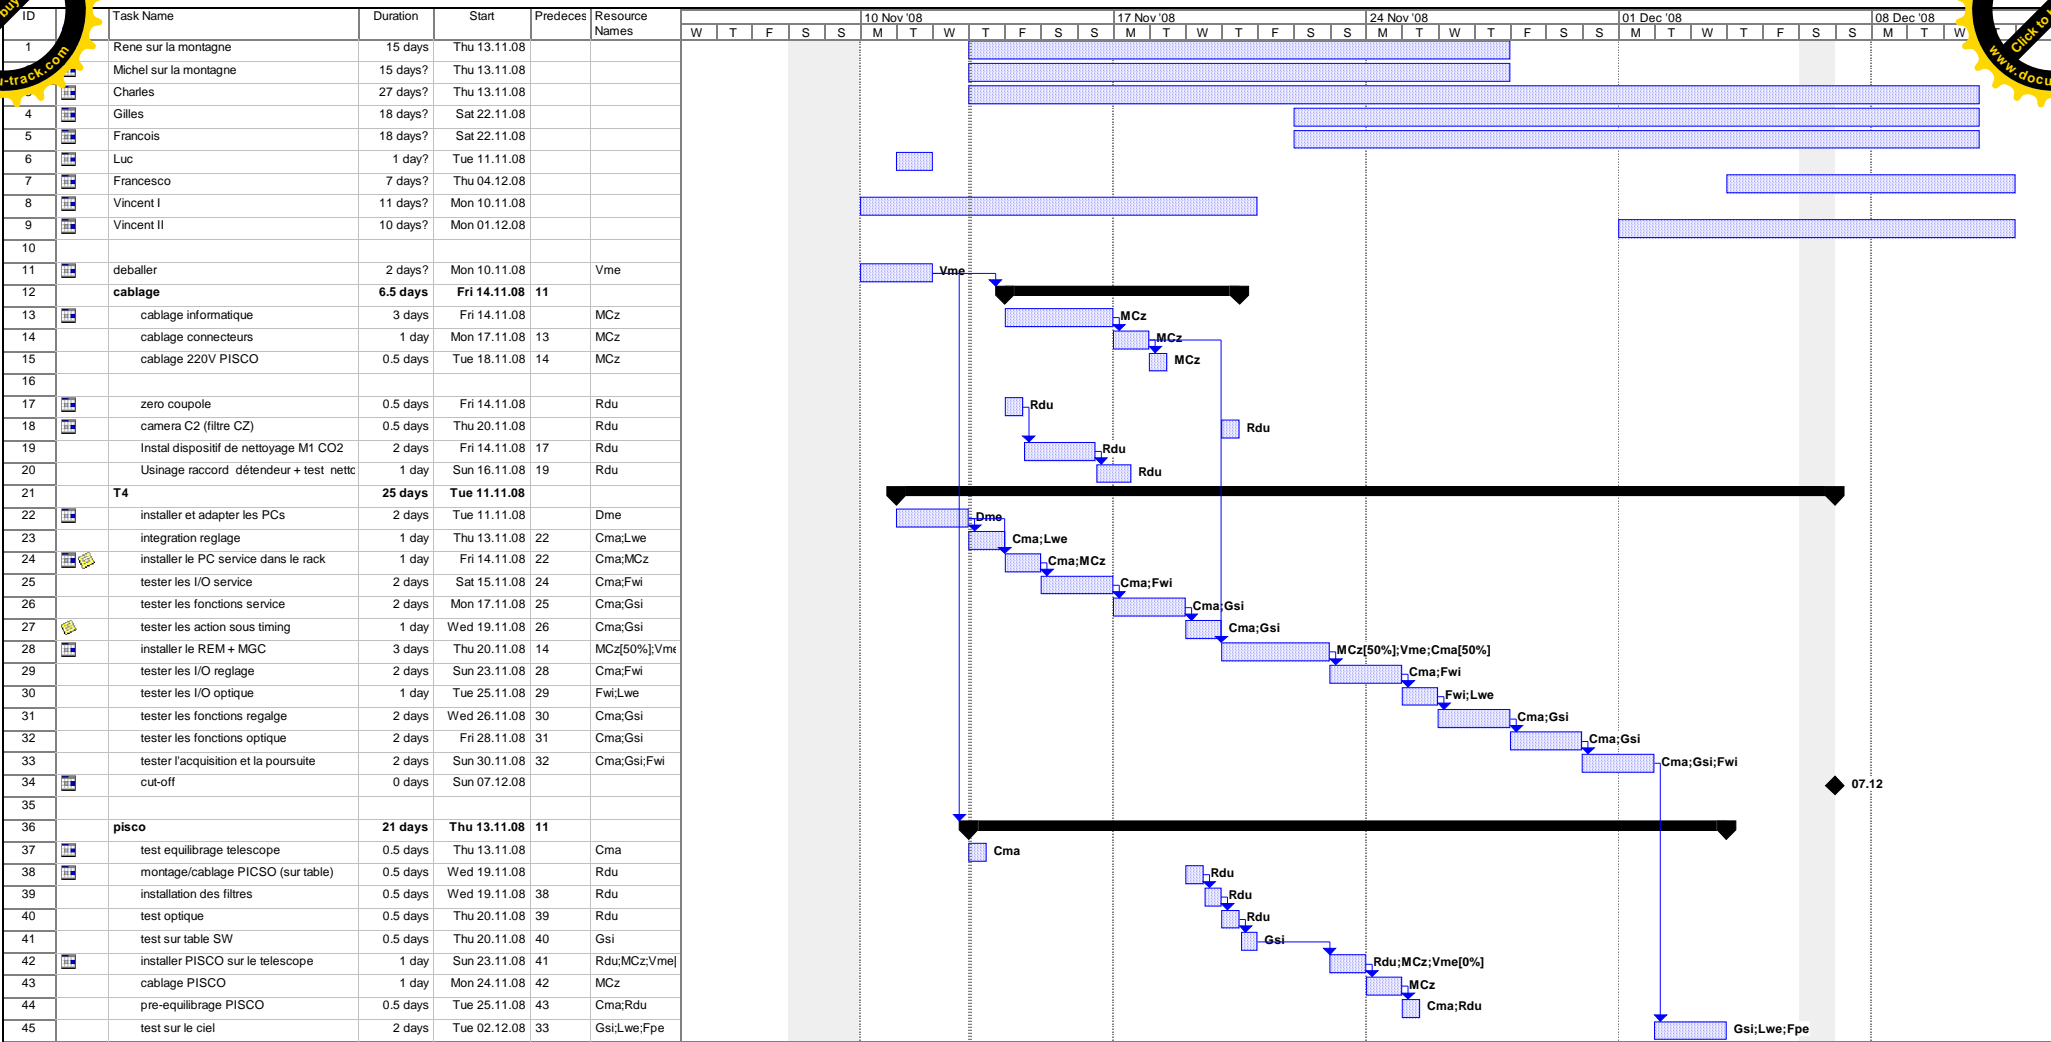 ID Task Name Duration Start Predeces Resource Names
10 Nov '08 17 Nov '08 24 Nov '08 01 Dec '08 08 Dec '08
W T F S S M T W T F S S M T W T F S S M T W T F S S M T W T F S S M T W
1 Rene sur la montagne 15 days Thu 13.11.08
Michel sur la montagne 15 days? Thu 13.11.08
Charles 27 days? Thu 13.11.08
4 Gilles 18 days? Sat 22.11.08
5 Francois 18 days? Sat 22.11.08
6 Luc 1 day? Tue 11.11.08
7 Francesco 7 days? Thu 04.12.08
8 Vincent I 11 days? Mon 10.11.08
9 Vincent II 10 days? Mon 01.12.08
10
11 deballer 2 days? Mon 10.11.08 Vme Vme
12 cablage 6.5 days Fri 14.11.08 11
13 cablage informatique 3 days Fri 14.11.08 MCz MCz
14 cablage connecteurs 1 day Mon 17.11.08 13 MCz MCz
15 cablage 220V PISCO 0.5 days Tue 18.11.08 14 MCz MCz
16
17 zero coupole 0.5 days Fri 14.11.08 Rdu Rdu
18 camera C2 (filtre CZ) 0.5 days Thu 20.11.08 Rdu Rdu
19 Instal dispositif de nettoyage M1 CO2 2 days Fri 14.11.08 17 Rdu Rdu
20 Usinage raccord détendeur + test netto 1 day Sun 16.11.08 19 Rdu Rdu
21 T4 25 days Tue 11.11.08
22 installer et adapter les PCs 2 days Tue 11.11.08 Dme Dme
23 integration reglage 1 day Thu 13.11.08 22 Cma;Lwe Cma;Lwe
24 installer le PC service dans le rack 1 day Fri 14.11.08 22 Cma;MCz Cma;MCz
25 tester les I/O service 2 days Sat 15.11.08 24 Cma;Fwi Cma;Fwi
26 tester les fonctions service 2 days Mon 17.11.08 25 Cma;Gsi Cma;Gsi
27 tester les action sous timing 1 day Wed 19.11.08 26 Cma;Gsi Cma;Gsi
28 installer le REM + MGC 3 days Thu 20.11.08 14 MCz[50%];Vme MCz[50%];Vme;Cma[50%]
29 tester les I/O reglage 2 days Sun 23.11.08 28 Cma;Fwi Cma;Fwi
30 tester les I/O optique 1 day Tue 25.11.08 29 Fwi;Lwe Fwi;Lwe
31 tester les fonctions regalge 2 days Wed 26.11.08 30 Cma;Gsi Cma;Gsi
32 tester les fonctions optique 2 days Fri 28.11.08 31 Cma;Gsi Cma;Gsi
33 tester l'acquisition et la poursuite 2 days Sun 30.11.08 32 Cma;Gsi;Fwi Cma;Gsi;Fwi
34 cut-off 0 days Sun 07.12.08 07.12
35
36 pisco 21 days Thu 13.11.08 11
37 test equilibrage telescope 0.5 days Thu 13.11.08 Cma Cma
38 montage/cablage PICSO (sur table) 0.5 days Wed 19.11.08 Rdu Rdu
39 installation des filtres 0.5 days Wed 19.11.08 38 Rdu Rdu
40 test optique 0.5 days Thu 20.11.08 39 Rdu Rdu
41 test sur table SW 0.5 days Thu 20.11.08 40 Gsi Gsi
42 installer PISCO sur le telescope 1 day Sun 23.11.08 41 Rdu;MCz;Vme[ Rdu;MCz;Vme[0%]
43 cablage PISCO 1 day Mon 24.11.08 42 MCz MCz
44 pre-equilibrage PISCO 0.5 days Tue 25.11.08 43 Cma;Rdu Cma;Rdu
45 test sur le ciel 2 days Tue 02.12.08 33 Gsi;Lwe;Fpe Gsi;Lwe;Fpe